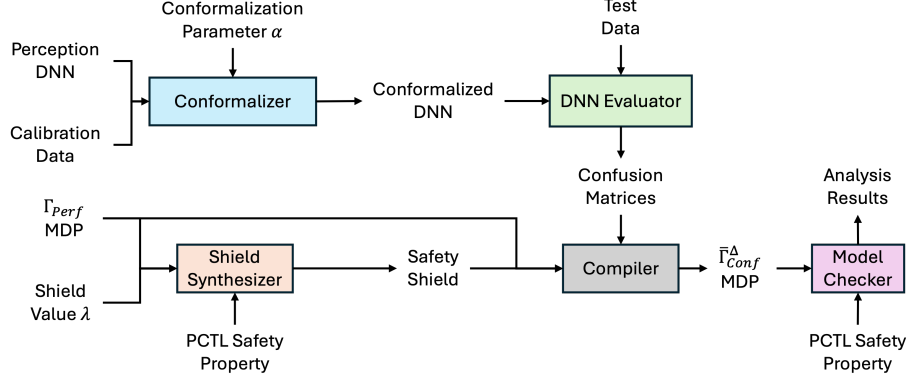 Conformalization
Parameter α
Test
Data
Perception
DNN
Conformalizer
Conformalized
DNN
DNN Evaluator
Calibration
Data
Confusion
Matrices
Analysis
Results
Γ_Perf
MDP
Shield
Synthesizer
Safety
Shield
Compiler
Γ̅^Δ_Conf
MDP
Model
Checker
Shield
Value λ
PCTL Safety
Property
PCTL Safety
Property